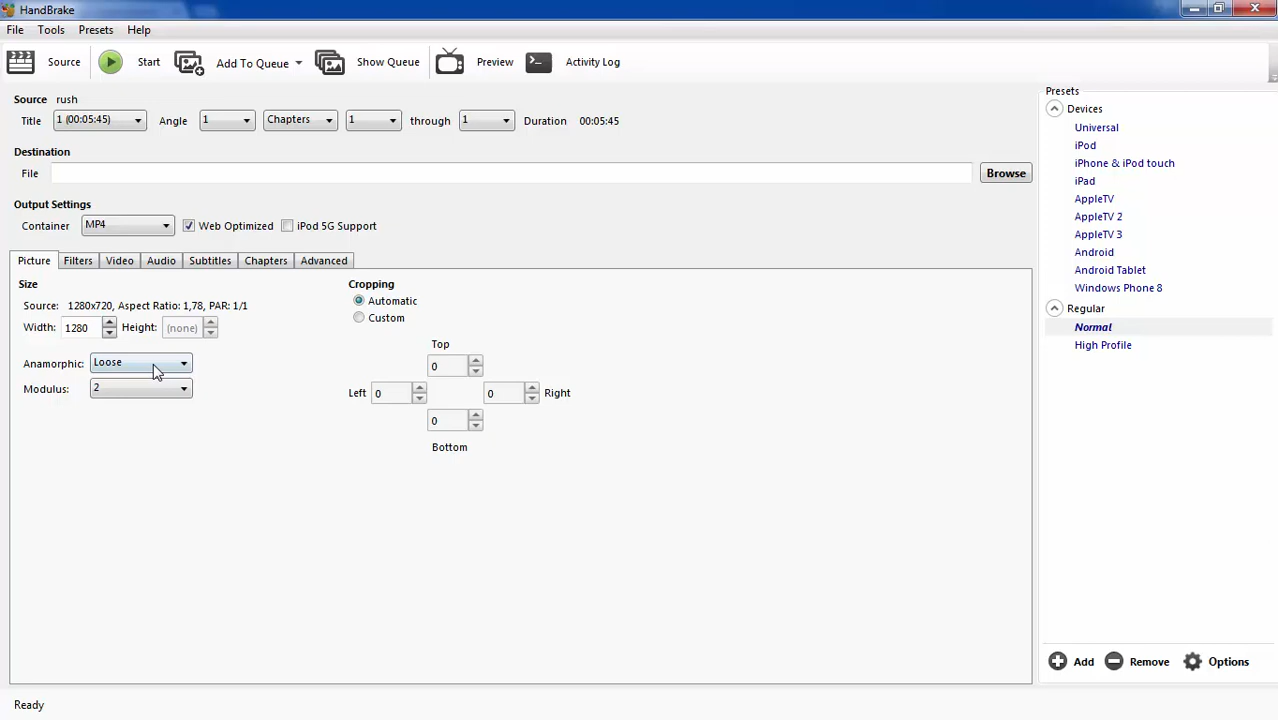 HandBrake
File Tools Presets Help
Source Start Add To Queue Show Queue Preview Activity Log
Source rush
Title 1 (00:05:45) Angle 1 Chapters 1 through 1 Duration 00:05:45
Destination
File Browse
Output Settings
Container MP4 Web Optimized iPod 5G Support
Picture Filters Video Audio Subtitles Chapters Advanced
Size
Source: 1280x720, Aspect Ratio: 1,78, PAR: 1/1
Width: 1280 Height: (none)
Anamorphic: Loose
Modulus: 2
Cropping
Automatic
Custom
Top
0
Left 0 0 Right
0
Bottom
Presets
Devices
Universal
iPod
iPhone & iPod touch
iPad
AppleTV
AppleTV 2
AppleTV 3
Android
Android Tablet
Windows Phone 8
Regular
Normal
High Profile
Add Remove Options
Ready